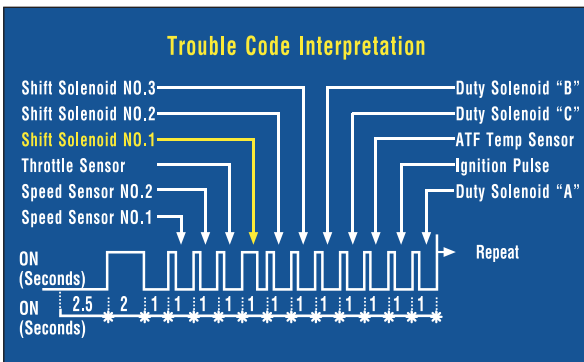 Trouble Code Interpretation
Shift Solenoid NO.3
Shift Solenoid NO.2
Shift Solenoid NO.1
Throttle Sensor
Speed Sensor NO.2
Speed Sensor NO.1
Duty Solenoid “B”
Duty Solenoid “C”
ATF Temp Sensor
Ignition Pulse
Duty Solenoid “A”
Repeat
ON
(Seconds)
ON
(Seconds)
2.5 2 1 1 1 1 1 1 1 1 1 1 1 1